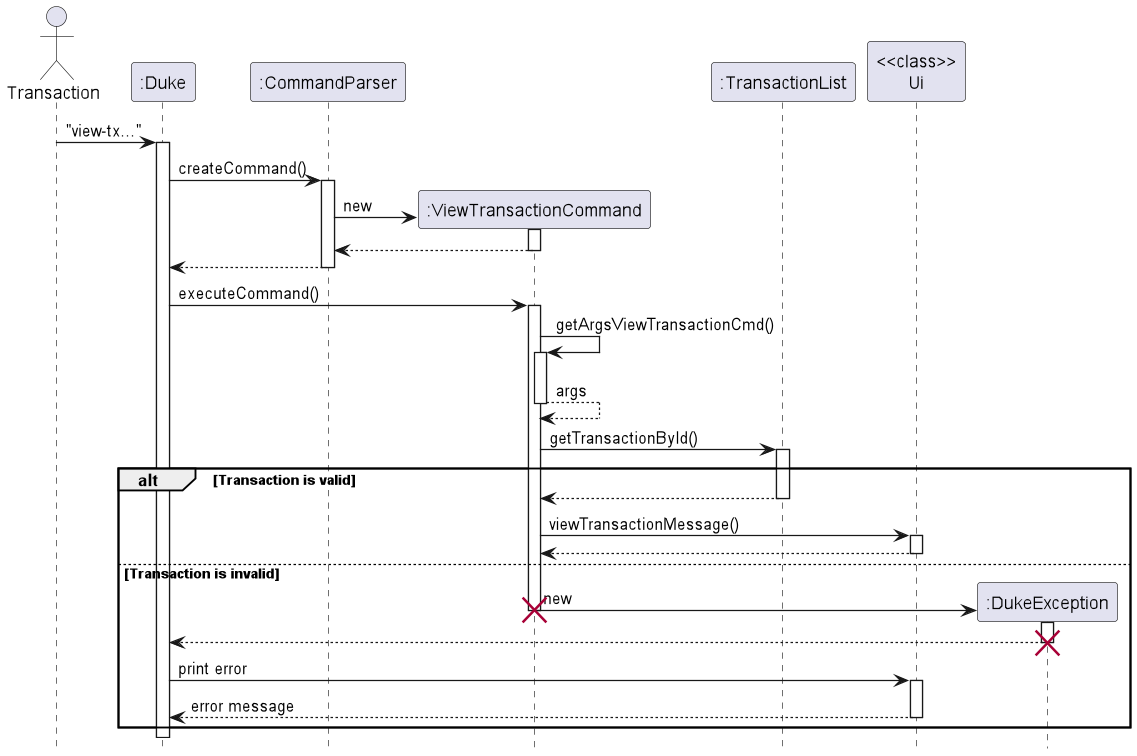 Transaction
:Duke
:CommandParser
:TransactionList
<<class>>
Ui
"view-tx..."
createCommand()
new
:ViewTransactionCommand
executeCommand()
getArgsViewTransactionCmd()
args
getTransactionById()
alt
[Transaction is valid]
viewTransactionMessage()
[Transaction is invalid]
new
:DukeException
print error
error message